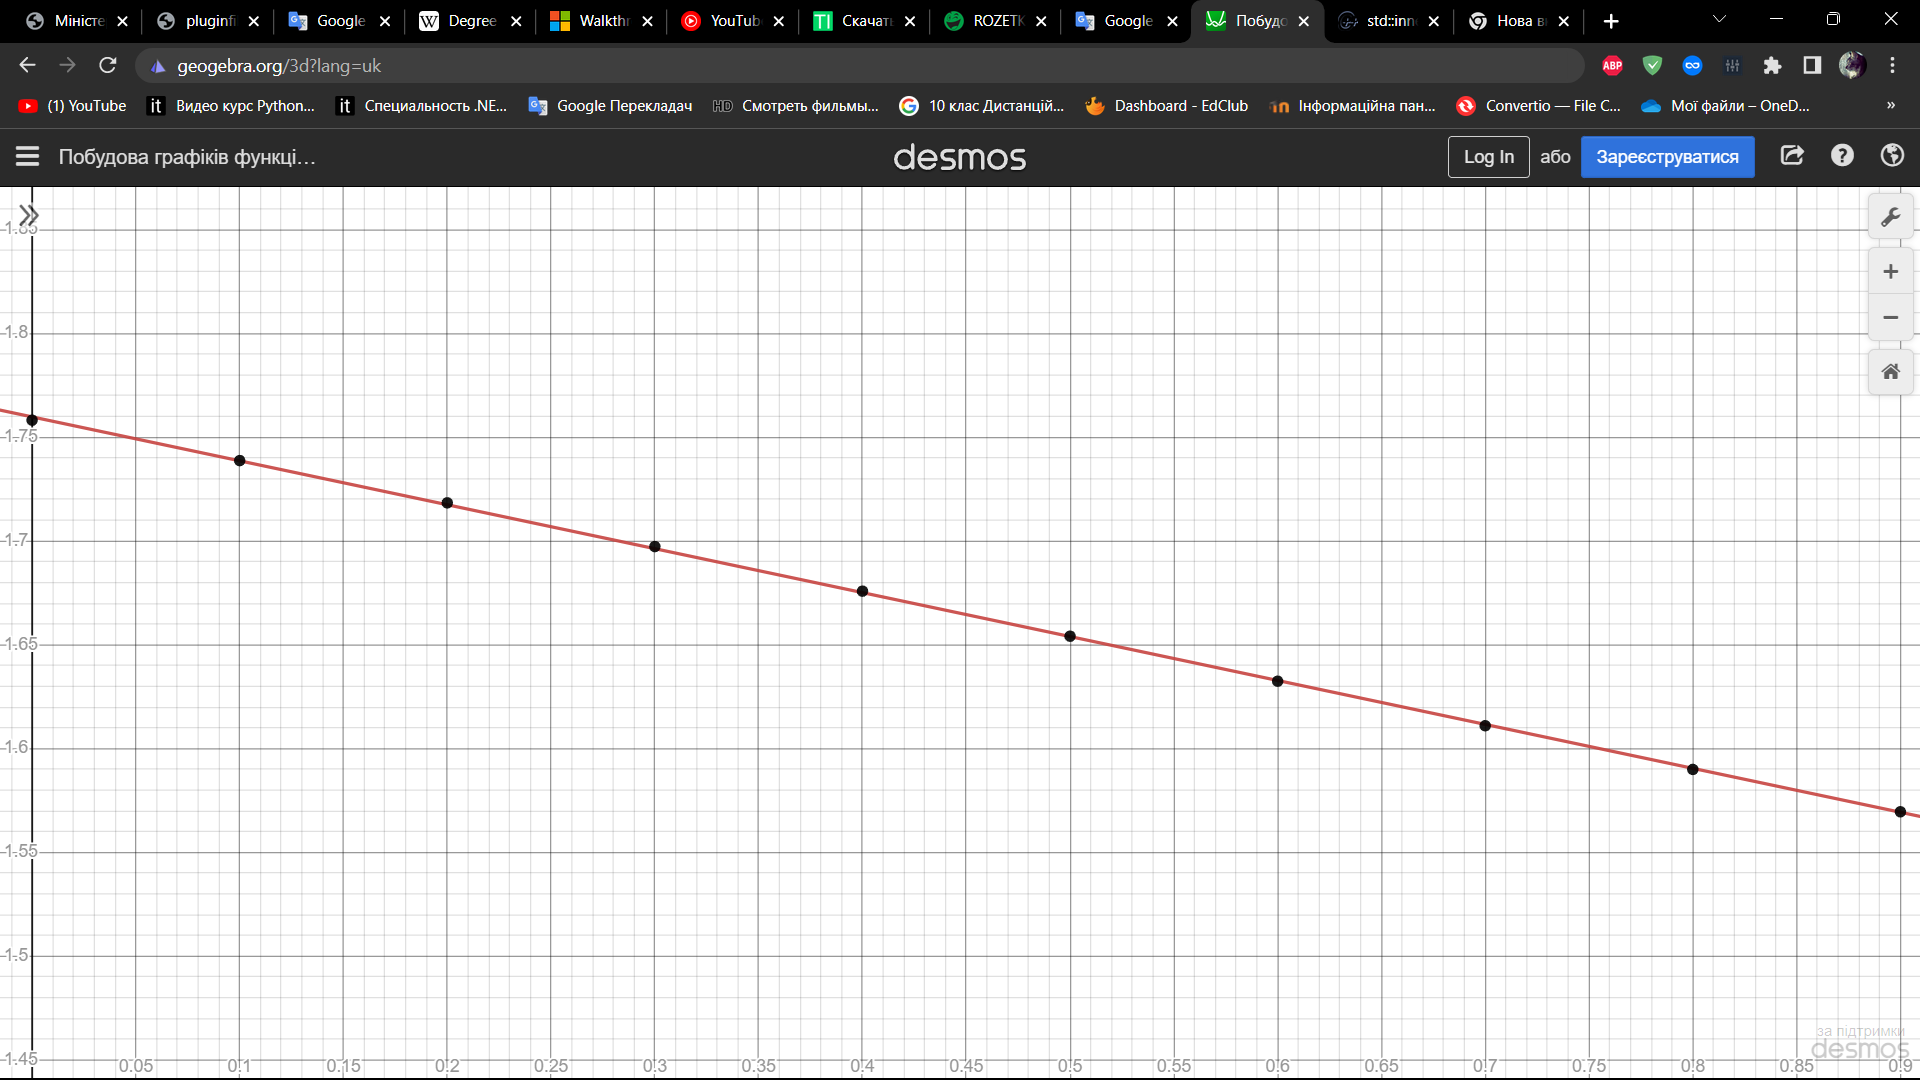 Міністе
pluginfi
Google
Degree
Walkthr
YouTub
Скачат
ROZETK
Google
Побудо
std::inn
Нова в
geogebra.org/3d?lang=uk
(1) YouTube
Видео курс Python...
Специальность .NE...
Google Перекладач
HD Смотреть фильмы...
10 клас Дистанцій...
Dashboard - EdClub
Інформаційна пан...
Convertio — File C...
Мої файли – OneD...
»
Побудова графіків функці...
desmos
Log In
або
Зареєструватися
1.85
1.8
1.75
1.7
1.65
1.6
1.55
1.5
1.45
0.05 0.1 0.15 0.2 0.25 0.3 0.35 0.4 0.45 0.5 0.55 0.6 0.65 0.7 0.75 0.8 0.85 0.9
за підтримки
desmos